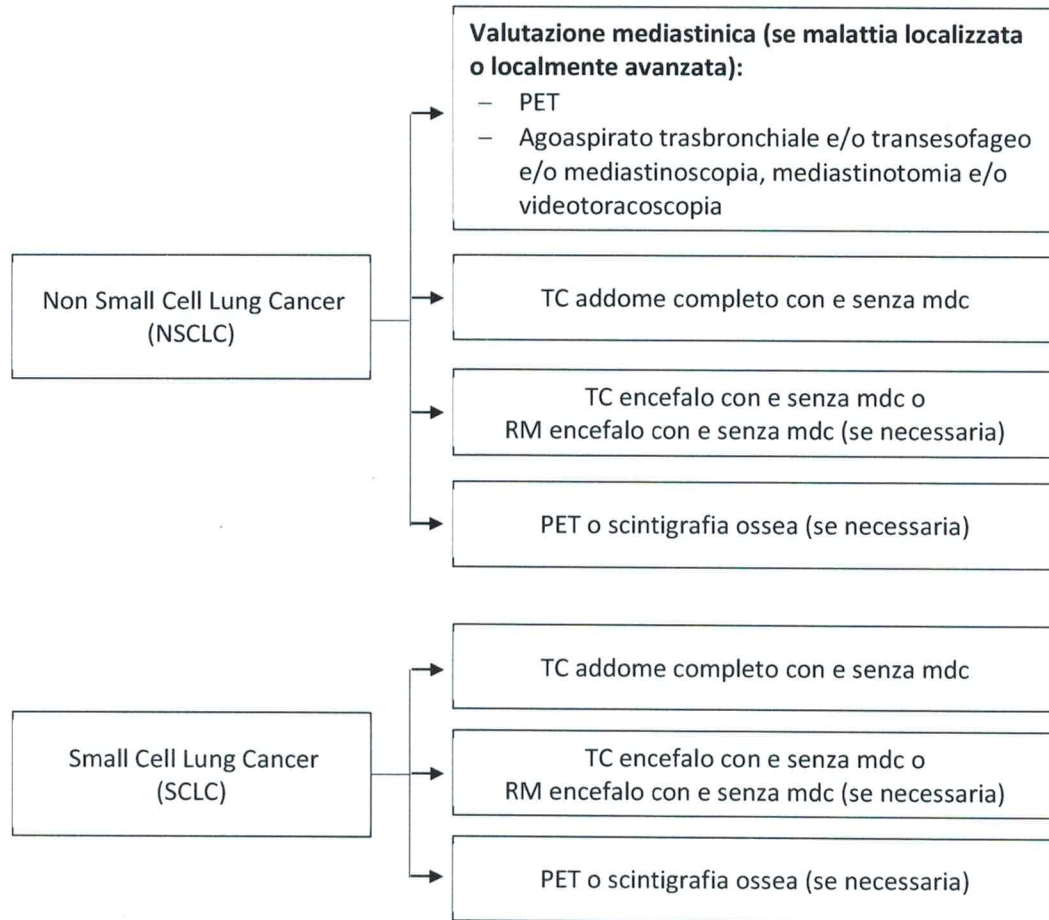 Valutazione mediastinica (se malattia localizzata
o localmente avanzata):
– PET
– Agoaspirato trasbronchiale e/o transesofageo
e/o mediastinoscopia, mediastinotomia e/o
videotoracoscopia
Non Small Cell Lung Cancer
(NSCLC)
TC addome completo con e senza mdc
TC encefalo con e senza mdc o
RM encefalo con e senza mdc (se necessaria)
PET o scintigrafia ossea (se necessaria)
Small Cell Lung Cancer
(SCLC)
TC addome completo con e senza mdc
TC encefalo con e senza mdc o
RM encefalo con e senza mdc (se necessaria)
PET o scintigrafia ossea (se necessaria)